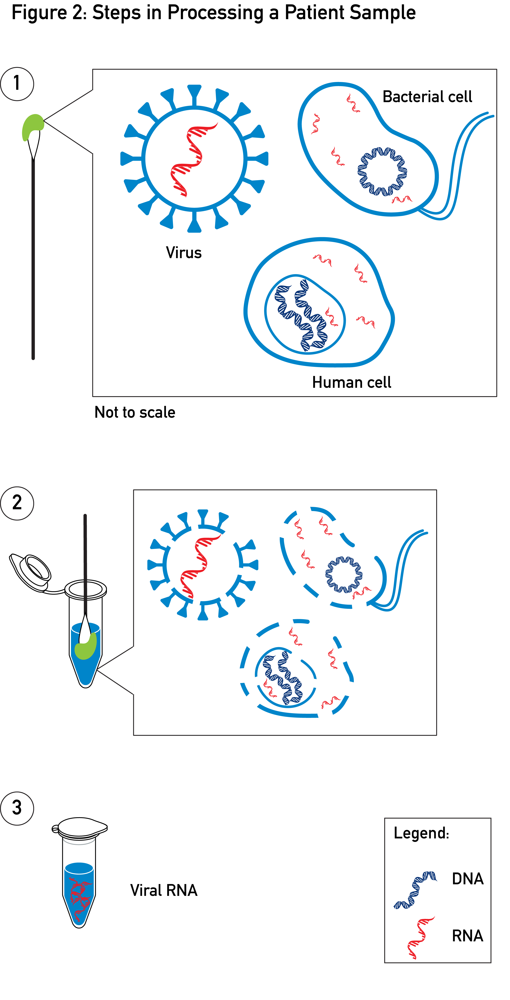 Figure 2: Steps in Processing a Patient Sample
1
Bacterial cell
Virus
Human cell
Not to scale
2
3
Viral RNA
Legend:
DNA
RNA